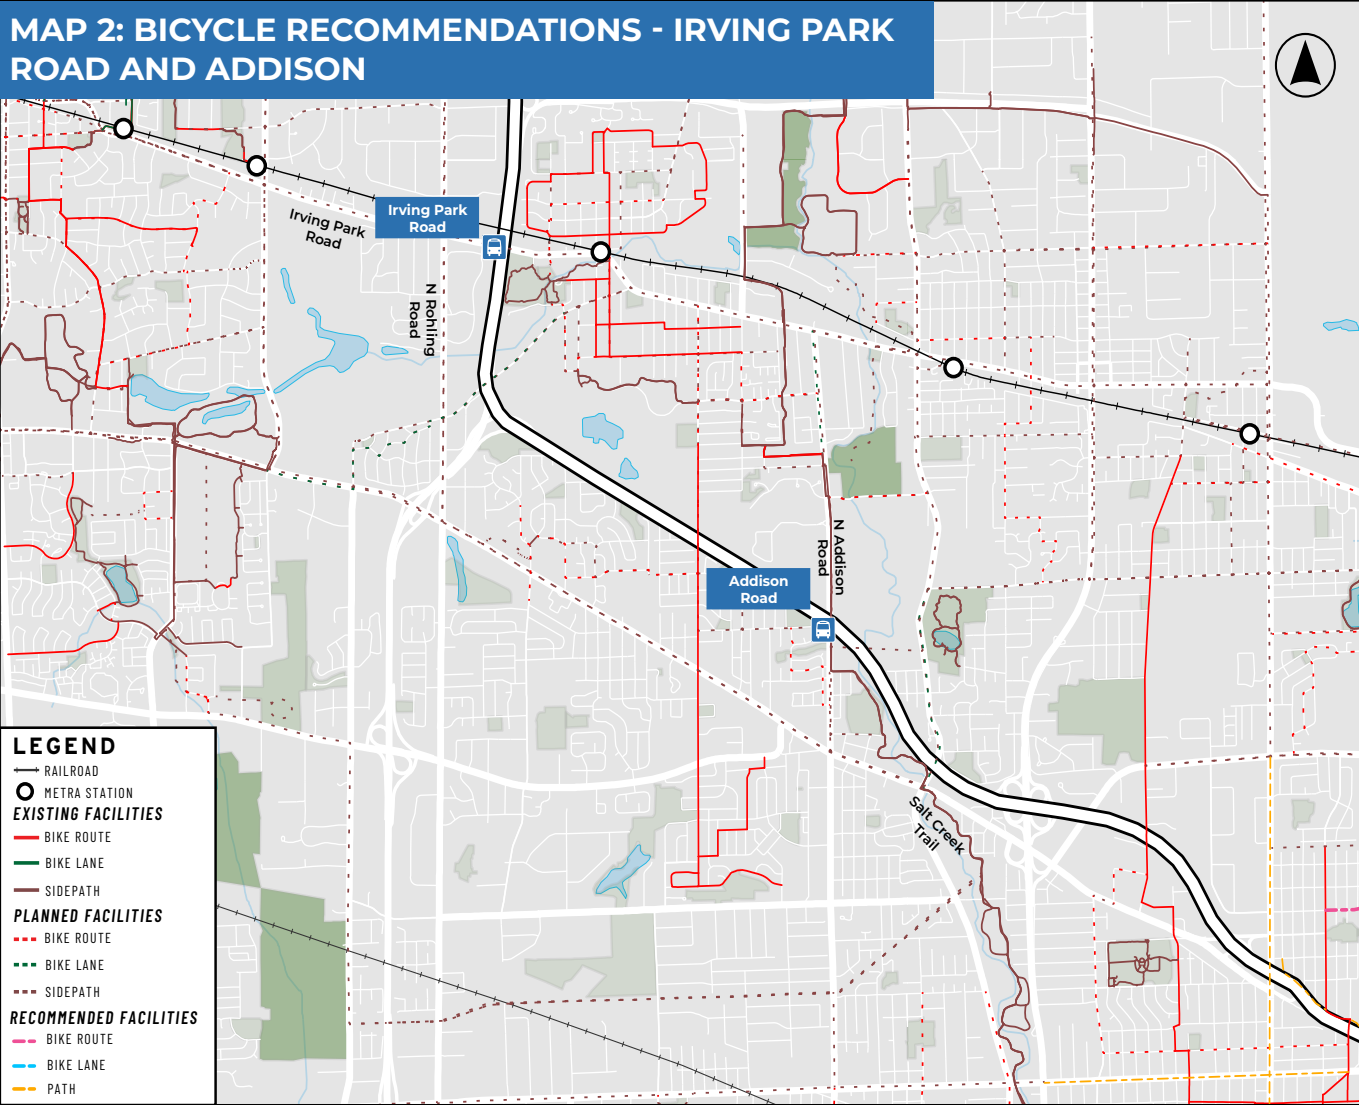 MAP 2: BICYCLE RECOMMENDATIONS - IRVING PARK
ROAD AND ADDISON
Irving Park
Road
Irving Park
Road
N Rohling
Road
N Addison
Road
Addison
Road
Salt Creek
Trail
LEGEND
RAILROAD
METRA STATION
EXISTING FACILITIES
BIKE ROUTE
BIKE LANE
SIDEPATH
PLANNED FACILITIES
BIKE ROUTE
BIKE LANE
SIDEPATH
RECOMMENDED FACILITIES
BIKE ROUTE
BIKE LANE
PATH